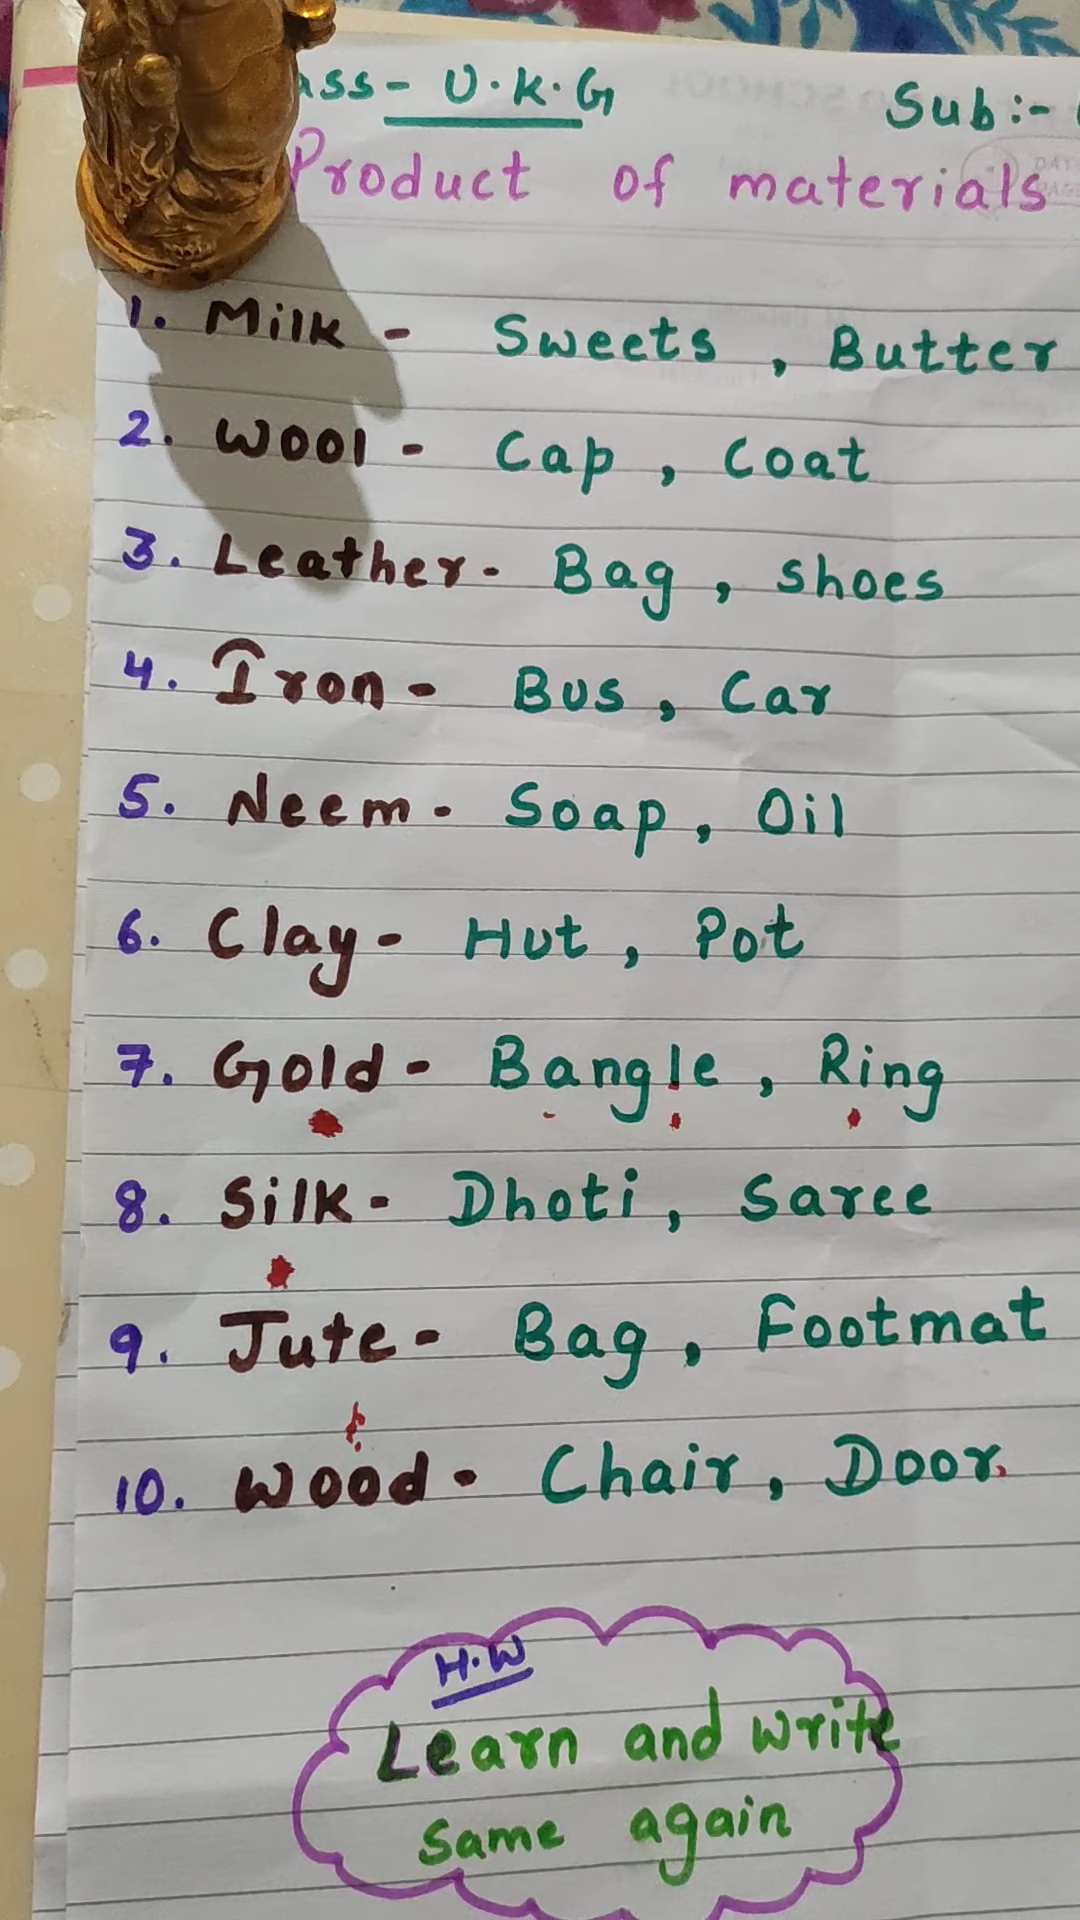 ass- U.K.G Sub:-
Product of materials
1. Milk - Sweets , Butter
2. Wool - Cap , Coat
3. Leather - Bag , Shoes
4. Iron - Bus , Car
5. Neem - Soap , Oil
6. Clay - Hut , Pot
7. Gold - Bangle , Ring
8. Silk - Dhoti , Saree
9. Jute - Bag , Footmat
10. Wood - Chair , Door.
H.W
Learn and write
same again